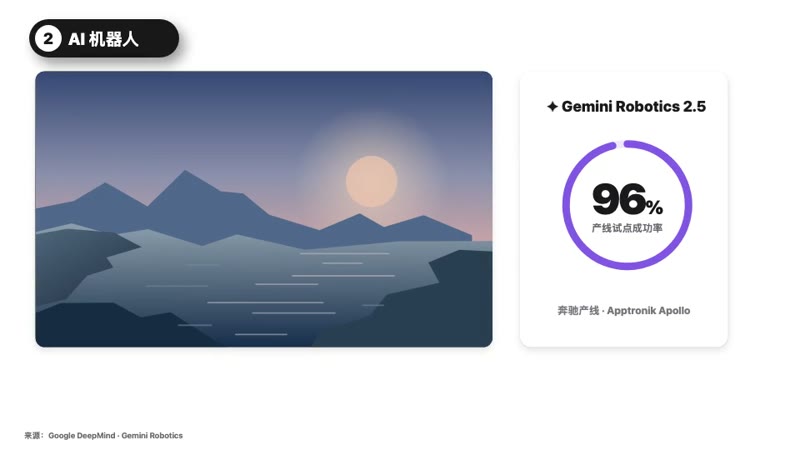 2 AI 机器人
✦ Gemini Robotics 2.5
96%
产线试点成功率
奔驰产线 · Apptronik Apollo
来源：Google DeepMind · Gemini Robotics